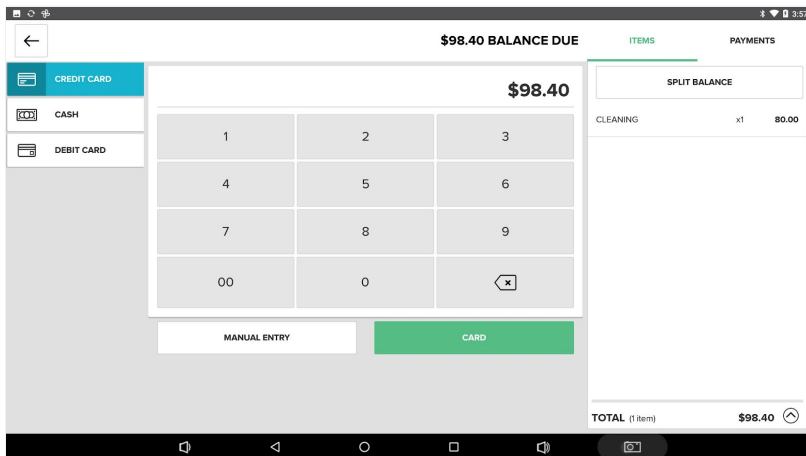 3:57
$98.40 BALANCE DUE
ITEMS
PAYMENTS
CREDIT CARD
CASH
DEBIT CARD
$98.40
1 2 3
4 5 6
7 8 9
00 0
MANUAL ENTRY
CARD
SPLIT BALANCE
CLEANING x1 80.00
TOTAL (1 item) $98.40